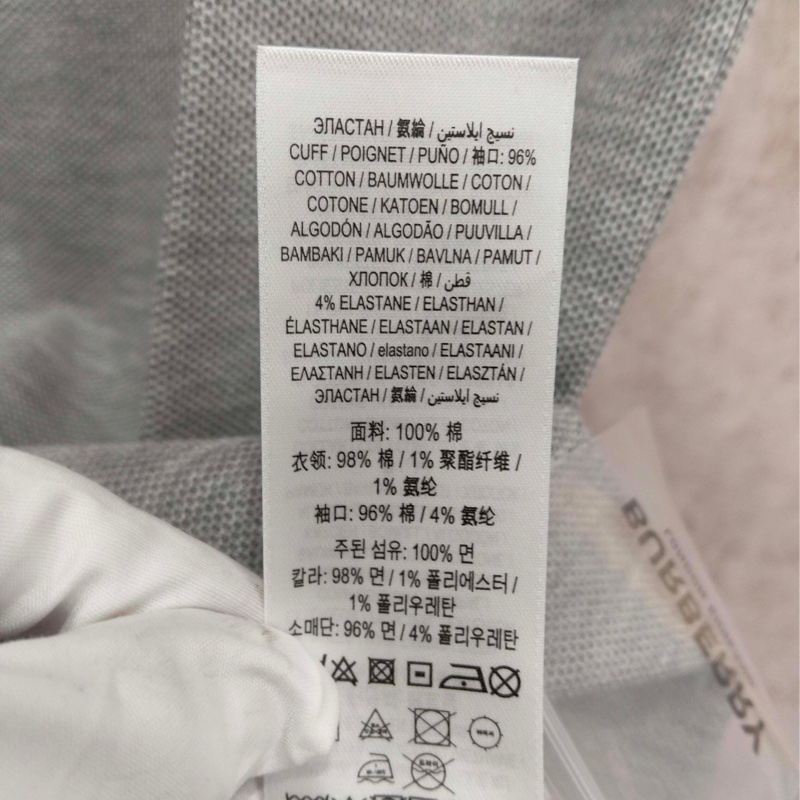 ЭЛАСТАН / 氨綸 / نسيج ايلاستين
CUFF / POIGNET / PUÑO / 袖口: 96%
COTTON / BAUMWOLLE / COTON /
COTONE / KATOEN / BOMULL /
ALGODÓN / ALGODÃO / PUUVILLA /
BAMBAKI / PAMUK / BAVLNA / PAMUT /
ХЛОПОК / 棉 / قطن
4% ELASTANE / ELASTHAN /
ÉLASTHANE / ELASTAAN / ELASTAN /
ELASTANO / elastano / ELASTAANI /
ΕΛΑΣΤΑΝΗ / ELASTEN / ELASZTÁN /
ЭЛАСТАН / 氨綸 / نسيج ايلاستين
面料: 100% 棉
衣领: 98% 棉 / 1% 聚酯纤维 /
1% 氨纶
袖口: 96% 棉 / 4% 氨纶
주된 섬유: 100% 면
칼라: 98% 면 / 1% 폴리에스터 /
1% 폴리우레탄
소매단: 96% 면 / 4% 폴리우레탄
BURBERRY